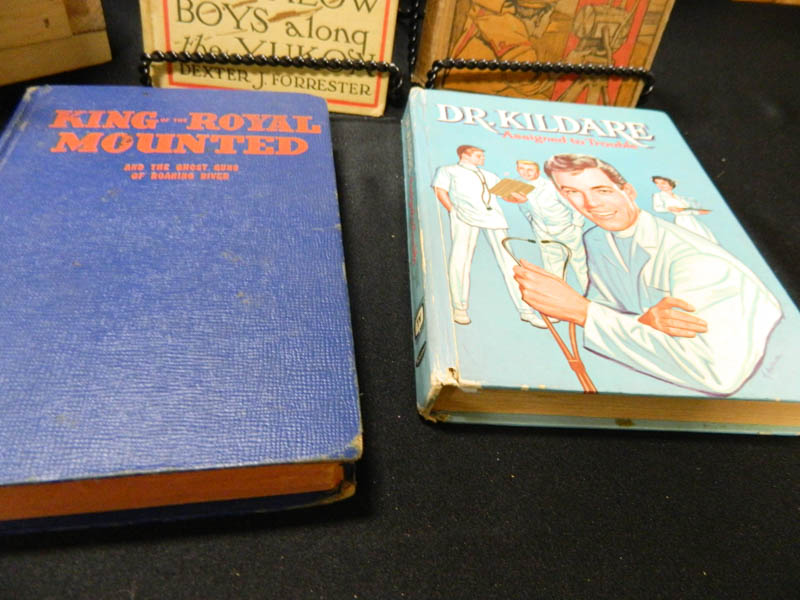 BOYS along
the YUKON
DEXTER J. FORRESTER
KING OF THE ROYAL
MOUNTED
AND THE GHOST GUNS
OF ROARING RIVER
DR. KILDARE
Assigned to Trouble